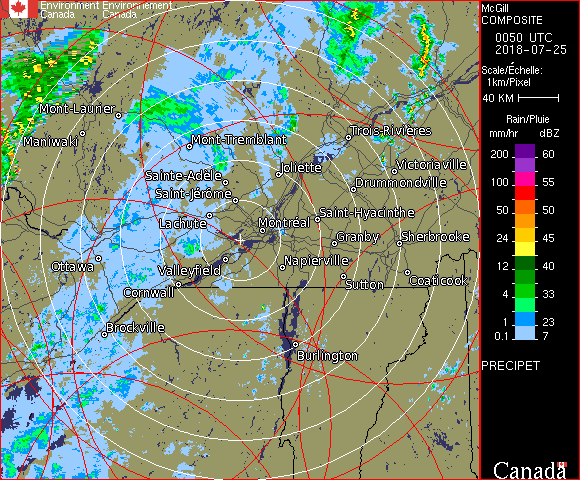 Environment Environnement
Canada Canada
McGill
COMPOSITE
0050 UTC
2018-07-25
Scale/Échelle:
1km/Pixel
40 KM
Rain/Pluie
mm/hr dBZ
200 60
100 55
50 50
24 45
12 40
4 33
1 23
0.1 7
PRECIPET
Canada
Mont-Laurier
Maniwaki
Mont-Tremblant
Trois-Rivières
Joliette
Victoriaville
Sainte-Adèle
Drummondville
Saint-Jérôme
Saint-Hyacinthe
Lachute
Montréal
Granby
Sherbrooke
Ottawa
Valleyfield
Napierville
Coaticook
Cornwall
Sutton
Brockville
Burlington